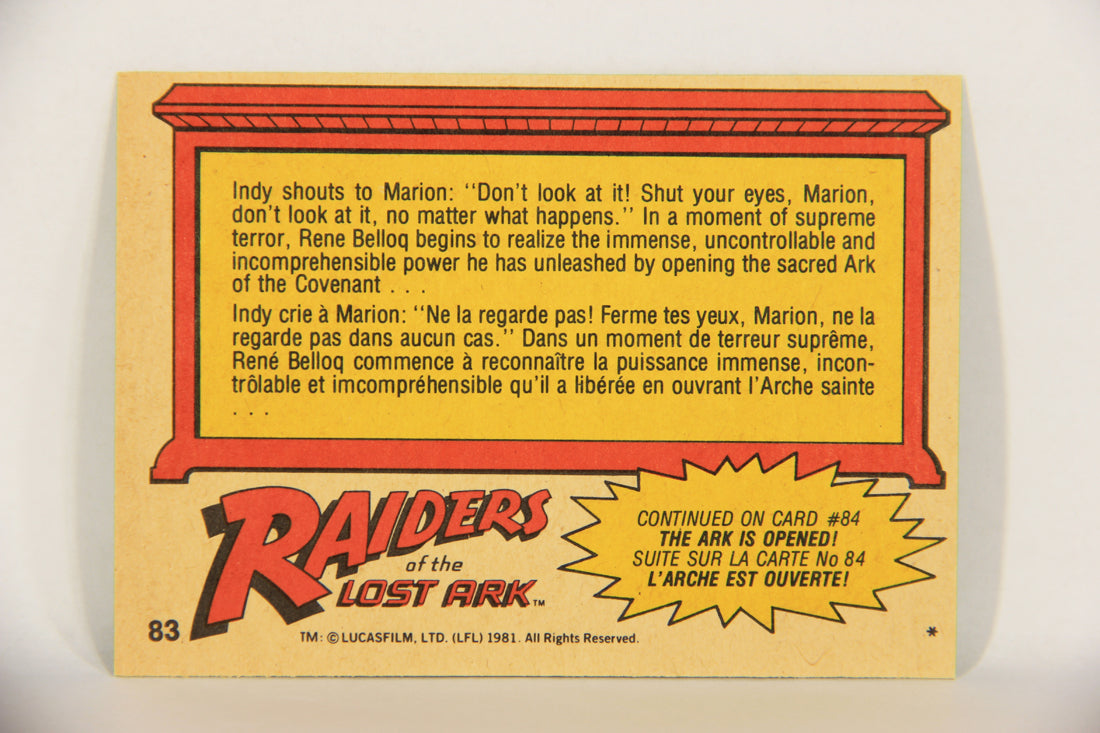 Indy shouts to Marion: “Don’t look at it! Shut your eyes, Marion,
don’t look at it, no matter what happens.” In a moment of supreme
terror, Rene Belloq begins to realize the immense, uncontrollable and
incomprehensible power he has unleashed by opening the sacred Ark
of the Covenant . . .
Indy crie à Marion: “Ne la regarde pas! Ferme tes yeux, Marion, ne la
regarde pas dans aucun cas.” Dans un moment de terreur suprême,
René Belloq commence à reconnaître la puissance immense, incon-
trôlable et imcompréhensible qu’il a libérée en ouvrant l’Arche sainte
. . .
RAIDERS
of the
LOST ARK™
CONTINUED ON CARD #84
THE ARK IS OPENED!
SUITE SUR LA CARTE No 84
L’ARCHE EST OUVERTE!
83
TM: © LUCASFILM, LTD. (LFL) 1981. All Rights Reserved.
*